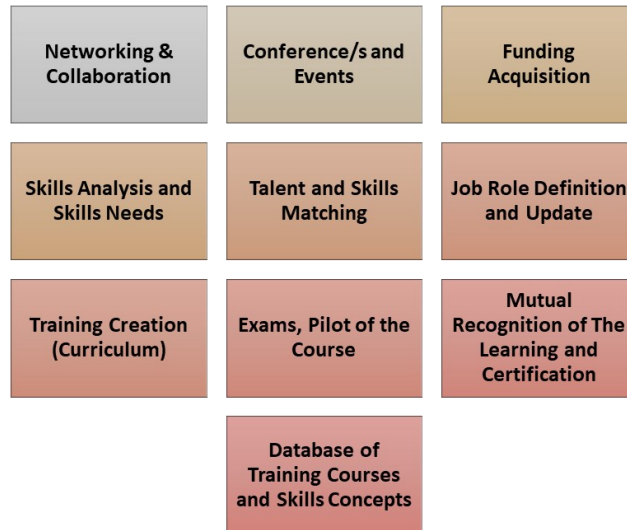 Networking &
Collaboration
Conference/s and
Events
Funding
Acquisition
Skills Analysis and
Skills Needs
Talent and Skills
Matching
Job Role Definition
and Update
Training Creation
(Curriculum)
Exams, Pilot of the
Course
Mutual
Recognition of The
Learning and
Certification
Database of
Training Courses
and Skills Concepts